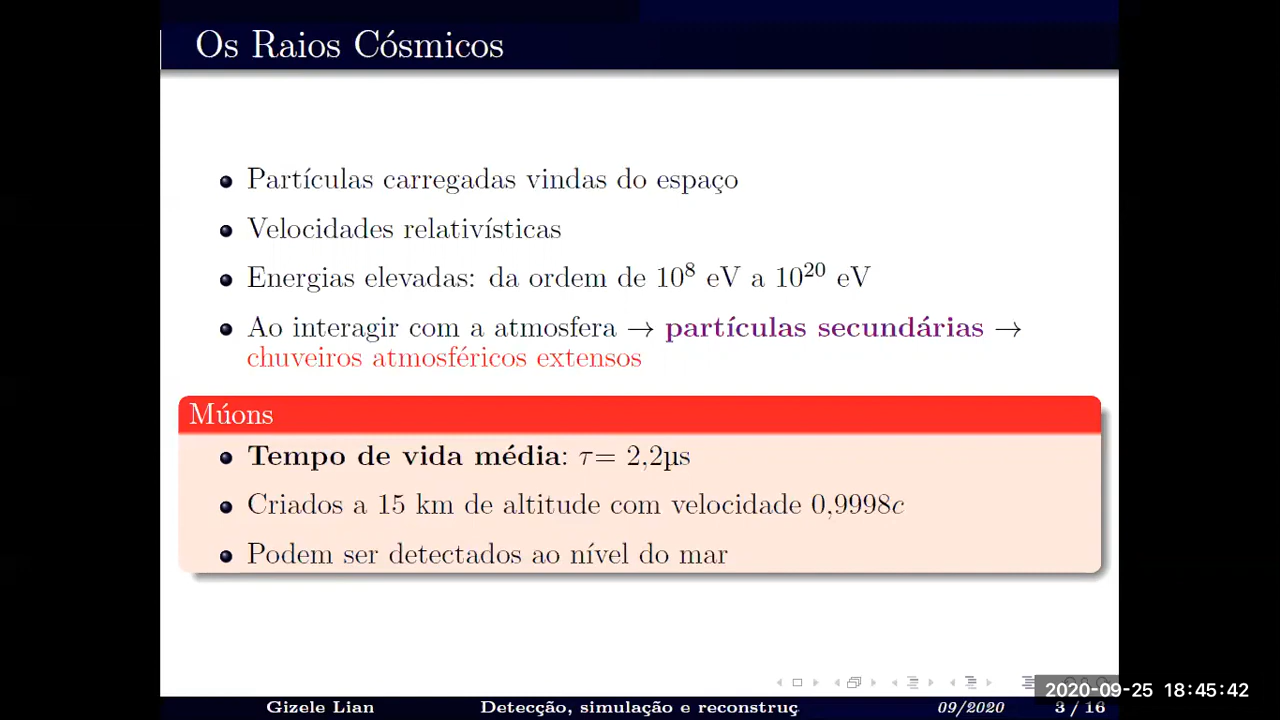 Os Raios Cósmicos
Partículas carregadas vindas do espaço
Velocidades relativísticas
Energias elevadas: da ordem de 10⁸ eV a 10²⁰ eV
Ao interagir com a atmosfera → partículas secundárias →
chuveiros atmosféricos extensos
Múons
Tempo de vida média: τ= 2,2µs
Criados a 15 km de altitude com velocidade 0,9998c
Podem ser detectados ao nível do mar
2020-09-25 18:45:42
Gizele Lian Detecção, simulação e reconstruç 09/2020 3 / 16